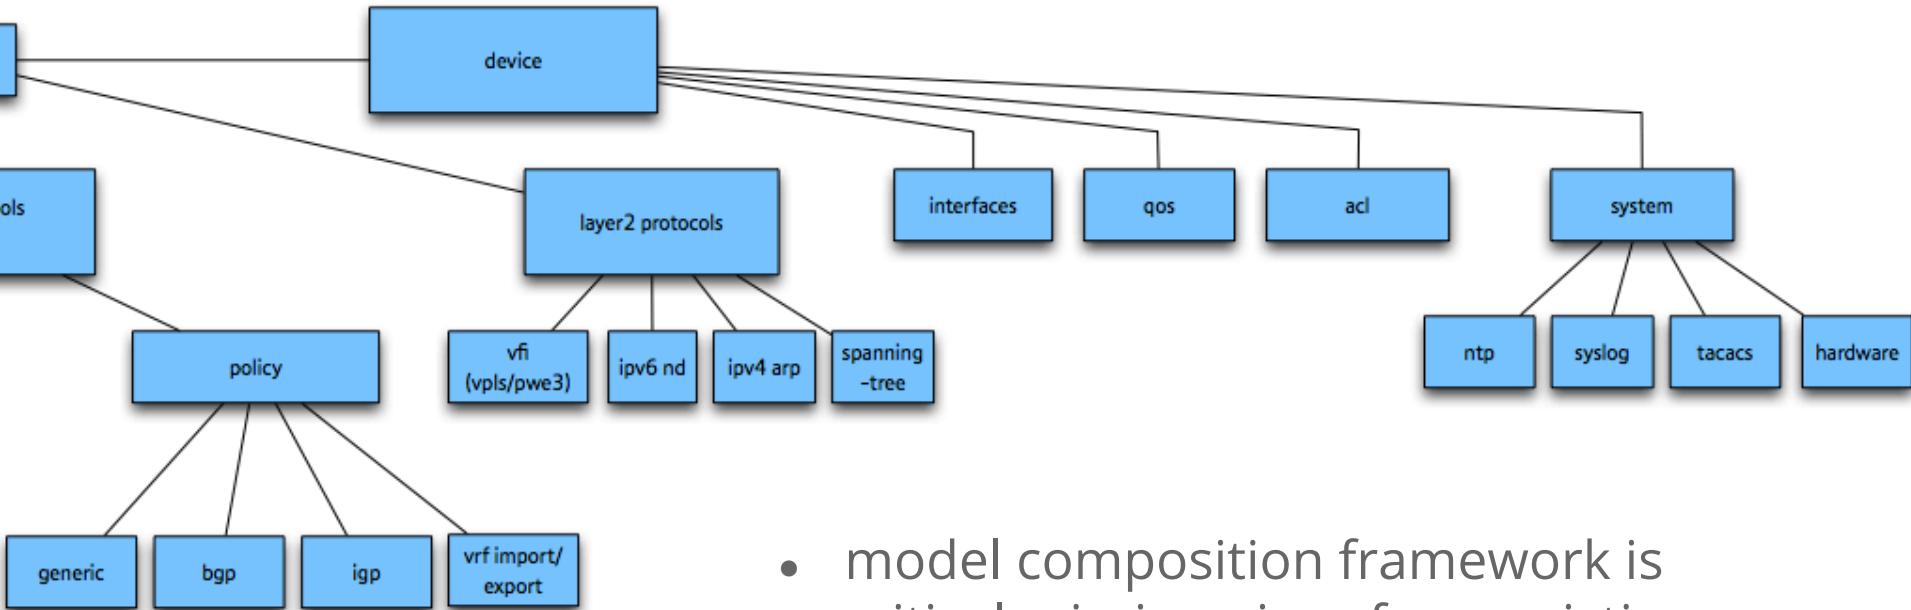 device
ols
layer2 protocols
interfaces
qos
acl
system
policy
vfi
(vpls/pwe3)
ipv6 nd
ipv4 arp
spanning
-tree
ntp
syslog
tacacs
hardware
generic
bgp
igp
vrf import/
export
• model composition framework is